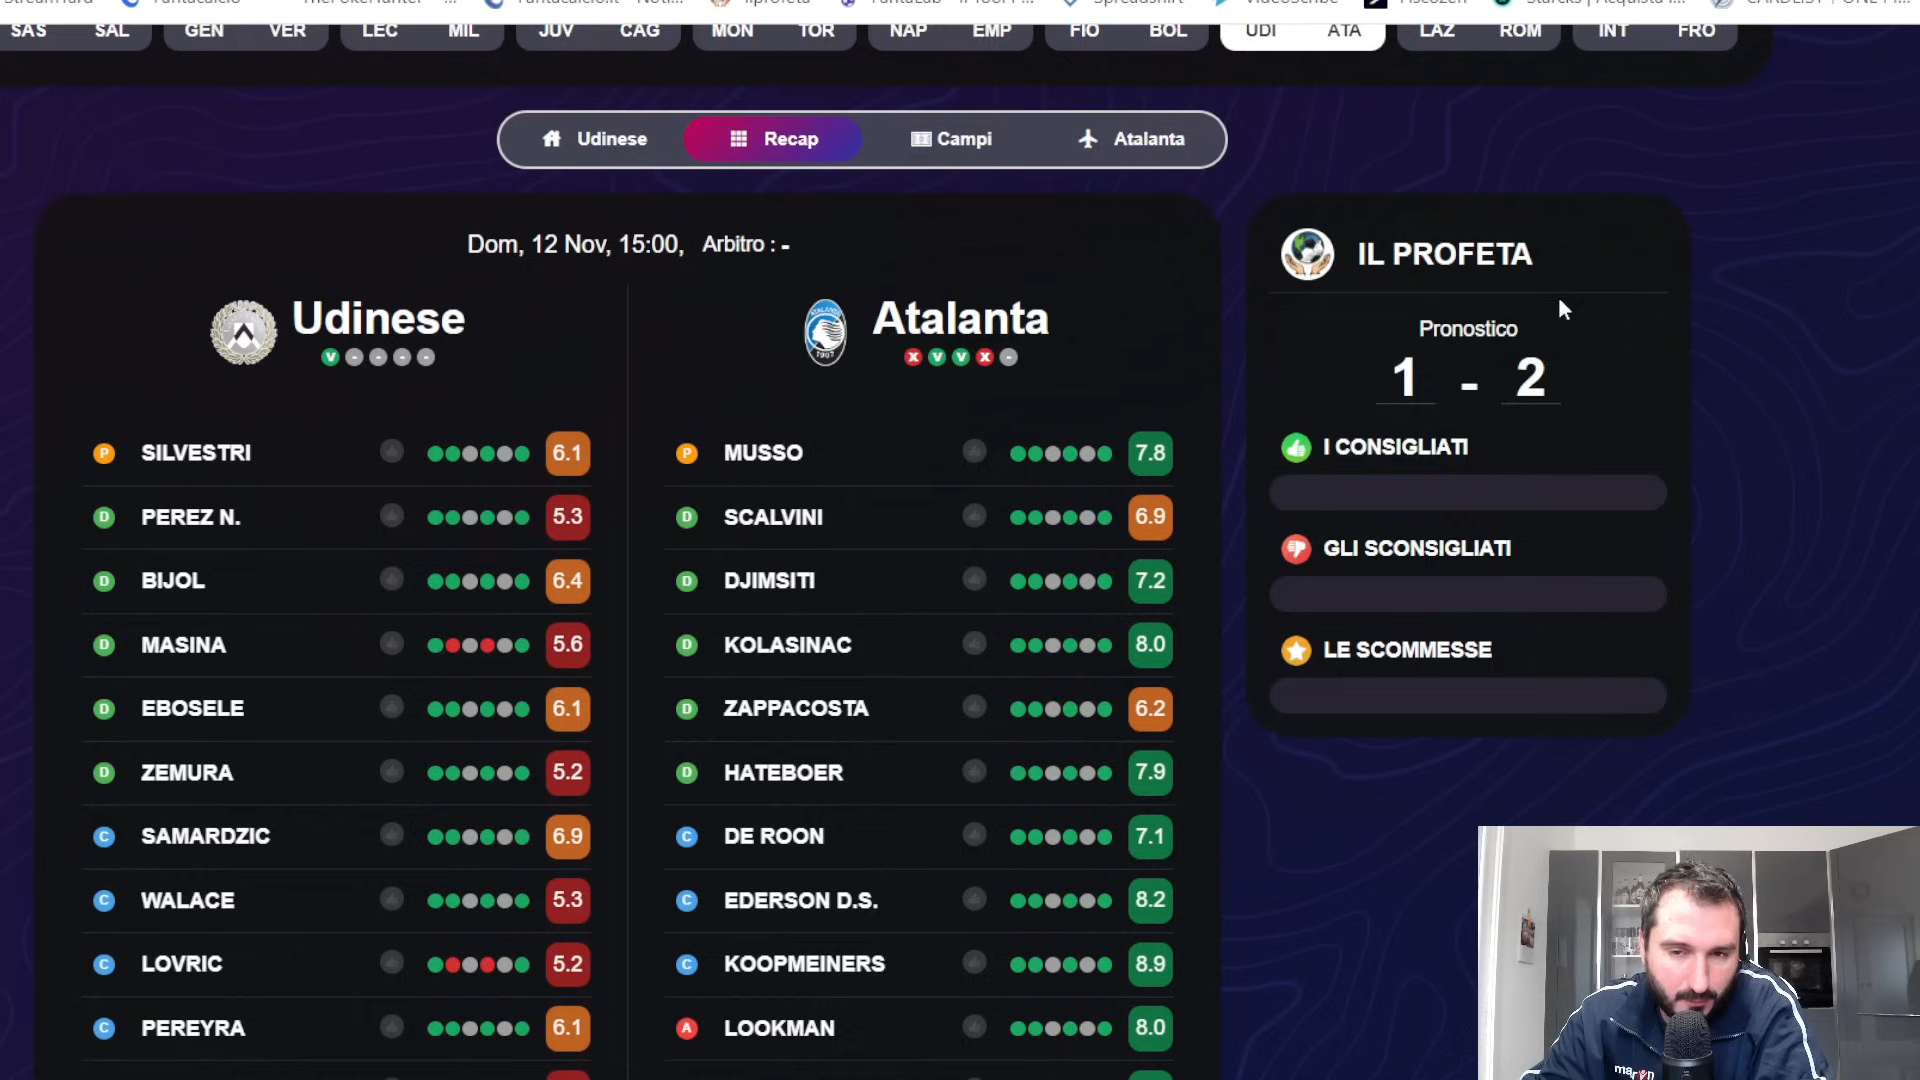 SAS SAL GEN VER LEC MIL JUV CAG MON TOR NAP EMP FIO BOL UDI ATA LAZ ROM INT FRO
Udinese Recap Campi Atalanta
Dom, 12 Nov, 15:00, Arbitro : -
Udinese
V - - - -
P SILVESTRI 6.1
D PEREZ N. 5.3
D BIJOL 6.4
D MASINA 5.6
D EBOSELE 6.1
D ZEMURA 5.2
C SAMARDZIC 6.9
C WALACE 5.3
C LOVRIC 5.2
C PEREYRA 6.1
ATALANTA
1907
Atalanta
X V V X -
P MUSSO 7.8
D SCALVINI 6.9
D DJIMSITI 7.2
D KOLASINAC 8.0
D ZAPPACOSTA 6.2
D HATEBOER 7.9
C DE ROON 7.1
C EDERSON D.S. 8.2
C KOOPMEINERS 8.9
A LOOKMAN 8.0
IL PROFETA
Pronostico
1 - 2
I CONSIGLIATI
GLI SCONSIGLIATI
LE SCOMMESSE